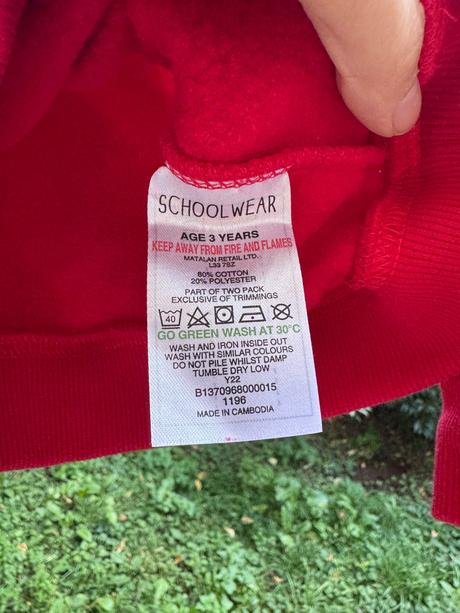 SCHOOLWEAR
AGE 3 YEARS
KEEP AWAY FROM FIRE AND FLAMES
MATALAN RETAIL LTD.
L33 7SZ
80% COTTON
20% POLYESTER
PART OF TWO PACK
EXCLUSIVE OF TRIMMINGS
40
GO GREEN WASH AT 30°C
WASH AND IRON INSIDE OUT
WASH WITH SIMILAR COLOURS
DO NOT PILE WHILST DAMP
TUMBLE DRY LOW
Y22
B1370968000015
1196
MADE IN CAMBODIA